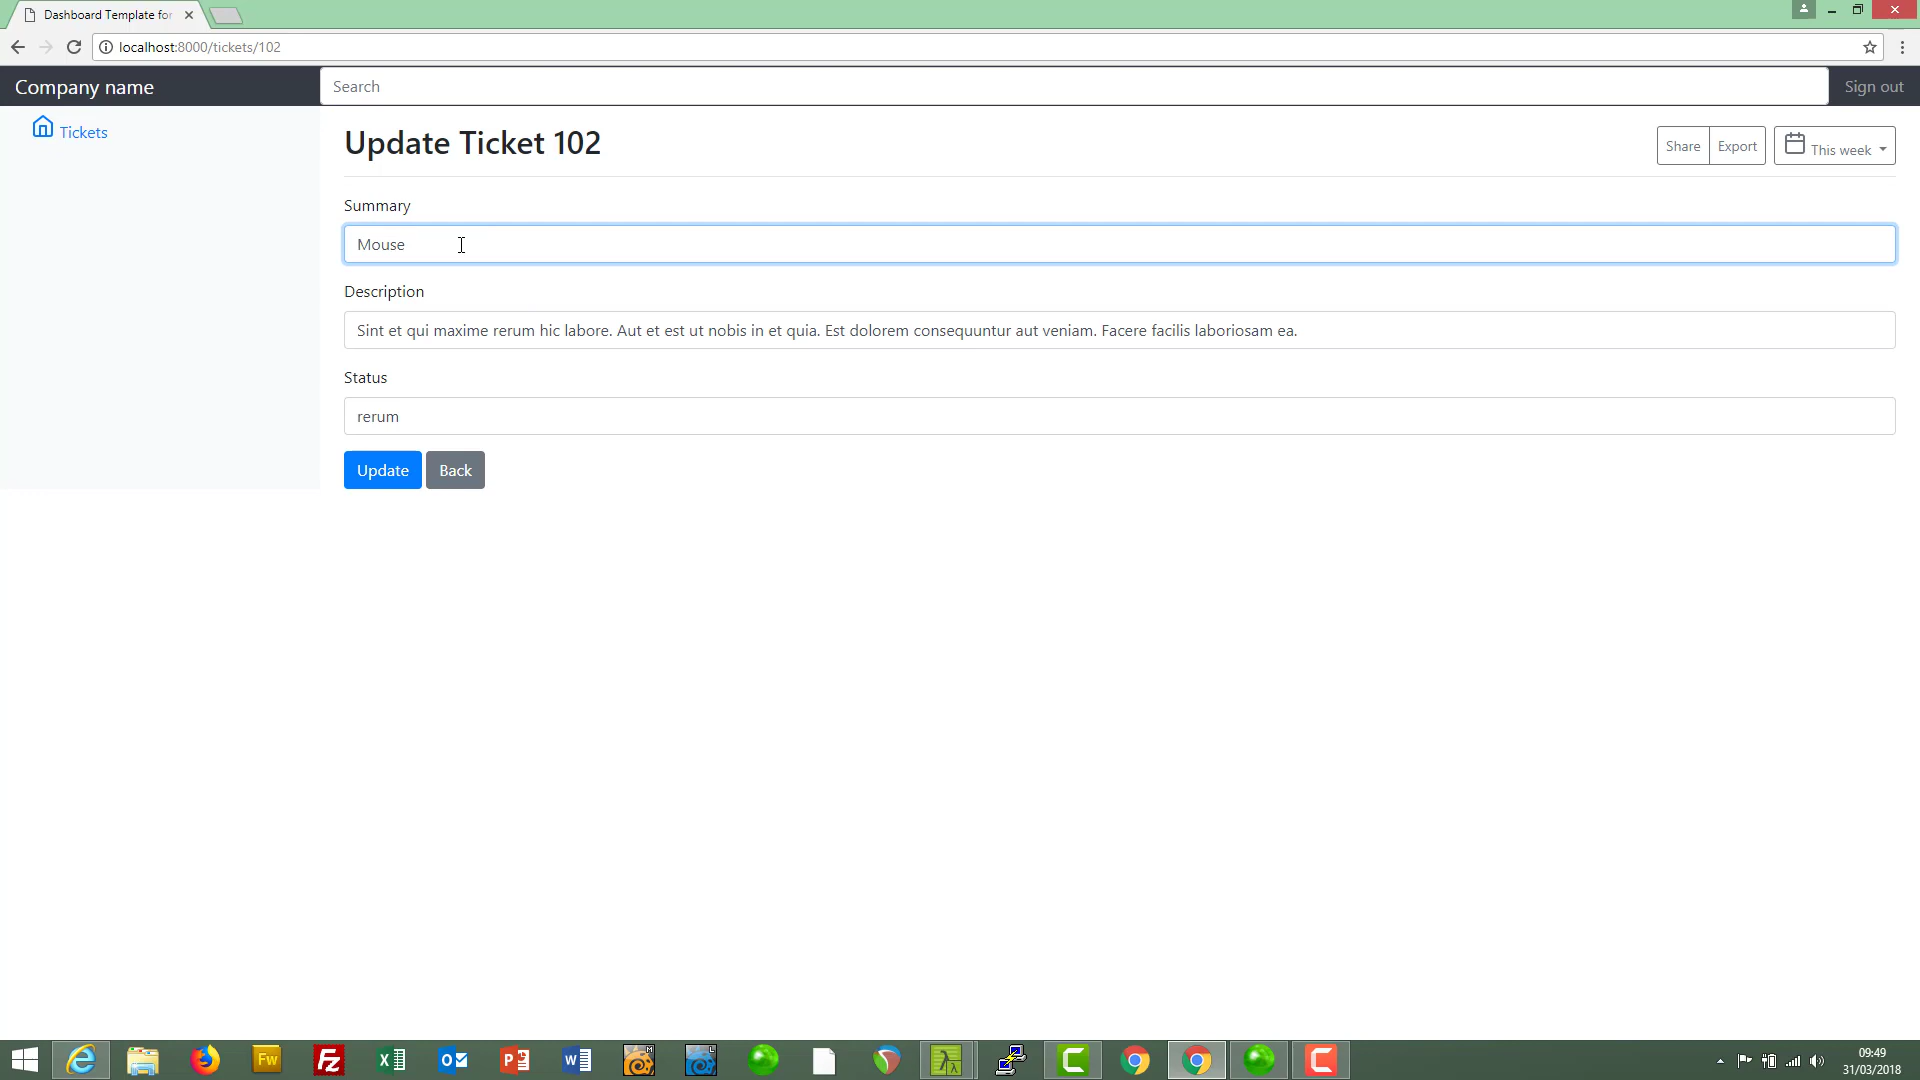 Dashboard Template for
localhost:8000/tickets/102
Company name
Search
Sign out
Tickets
Update Ticket 102
Share
Export
This week
Summary
Mouse
Description
Sint et qui maxime rerum hic labore. Aut et est ut nobis in et quia. Est dolorem consequuntur aut veniam. Facere facilis laboriosam ea.
Status
rerum
Update
Back
Fw
Fz
X
O
P
W
M
L
λ
C
C
09:49
31/03/2018